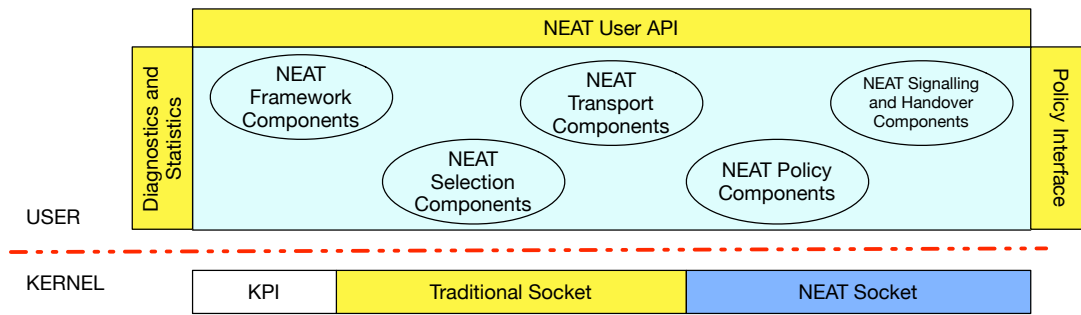 NEAT User API
Diagnostics and
Statistics
NEAT
Framework
Components
NEAT
Transport
Components
NEAT Signalling
and Handover
Components
NEAT
Selection
Components
NEAT Policy
Components
Policy Interface
USER
KERNEL
KPI
Traditional Socket
NEAT Socket